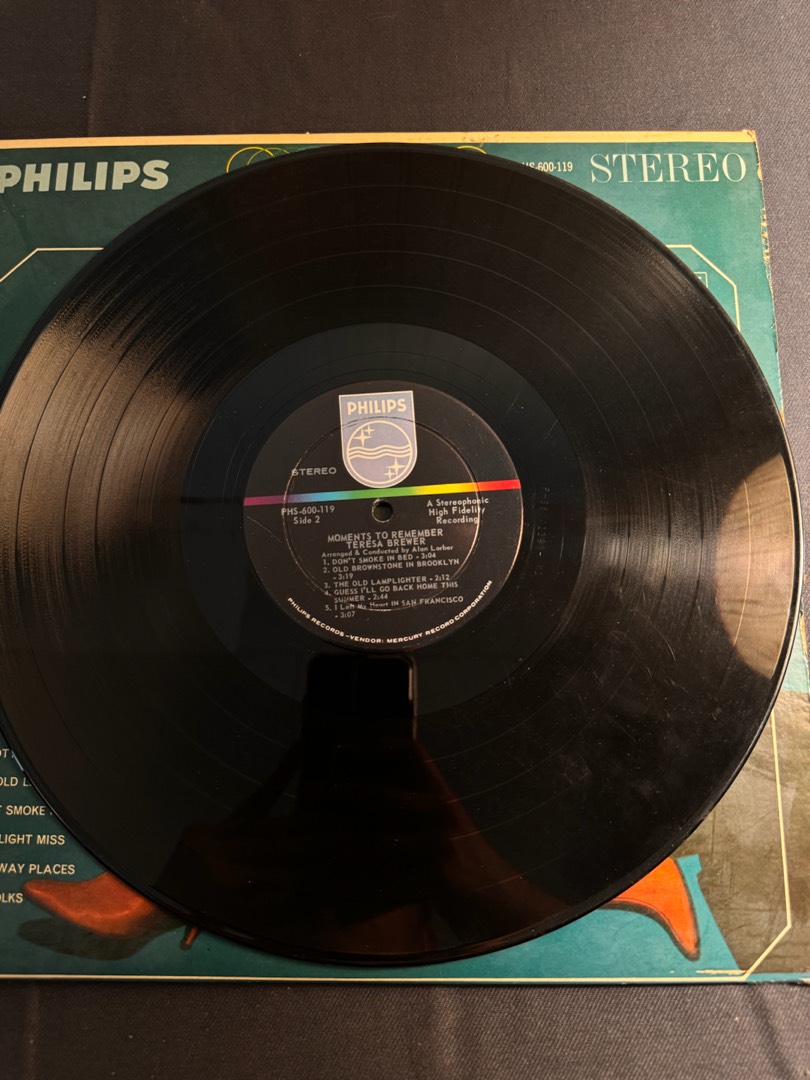 PHILIPS
-600-119
STEREO
PHILIPS
STEREO
PHS-600-119
Side 2
A Stereophonic
High Fidelity
Recording
MOMENTS TO REMEMBER
TERESA BREWER
Arranged & Conducted by Alan Lorber
1. DON'T SMOKE IN BED - 3:04
2. OLD BROWNSTONE IN BROOKLYN
- 3:19
3. THE OLD LAMPLIGHTER - 2:12
4. GUESS I'LL GO BACK HOME THIS
SUMMER - 2:44
5. I Left My Heart IN SAN FRANCISCO
- 3:07
PHILIPS RECORDS - VENDOR: MERCURY RECORD CORPORATION
OLD L
SMOKE
LIGHT MISS
WAY PLACES
OLKS